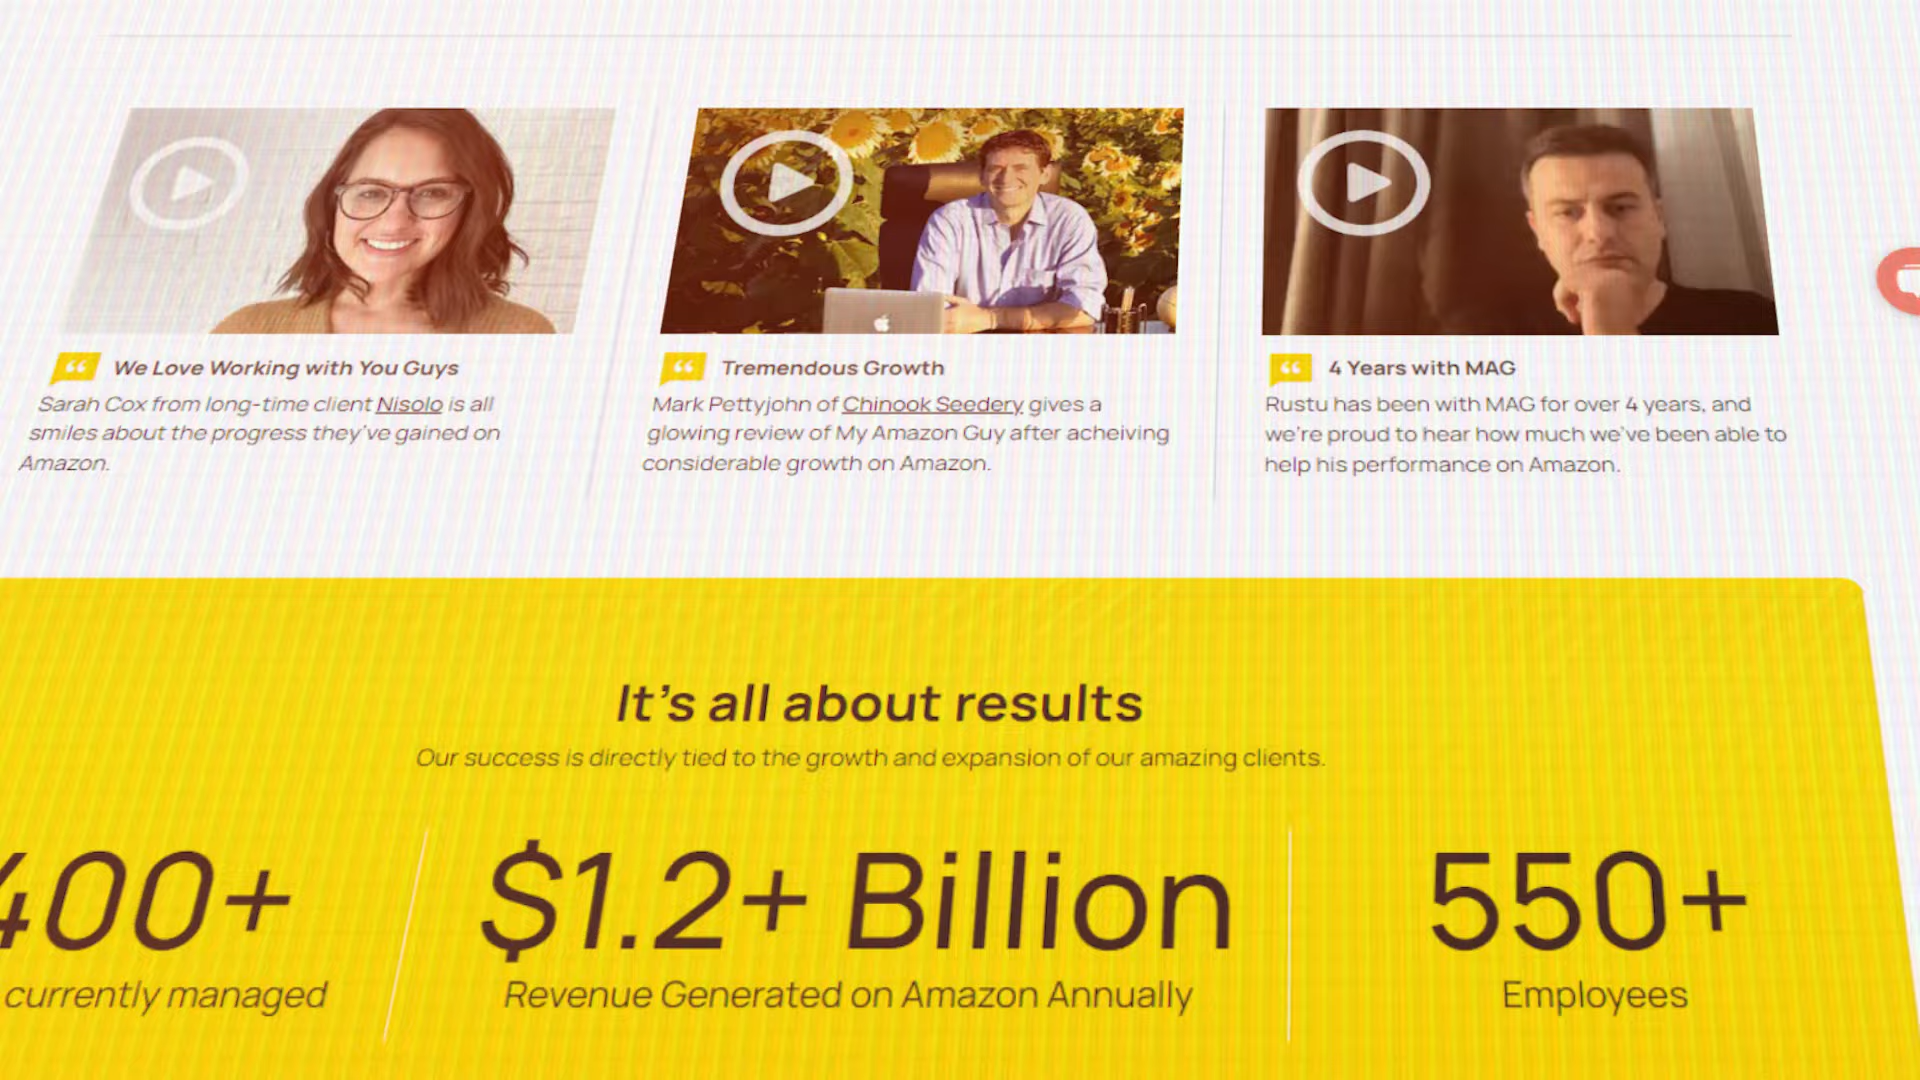 We Love Working with You Guys
Sarah Cox from long-time client Nisolo is all
smiles about the progress they've gained on
Amazon.
Tremendous Growth
Mark Pettyjohn of Chinook Seedery gives a
glowing review of My Amazon Guy after acheiving
considerable growth on Amazon.
4 Years with MAG
Rustu has been with MAG for over 4 years, and
we're proud to hear how much we've been able to
help his performance on Amazon.
It's all about results
Our success is directly tied to the growth and expansion of our amazing clients.
400+
currently managed
$1.2+ Billion
Revenue Generated on Amazon Annually
550+
Employees